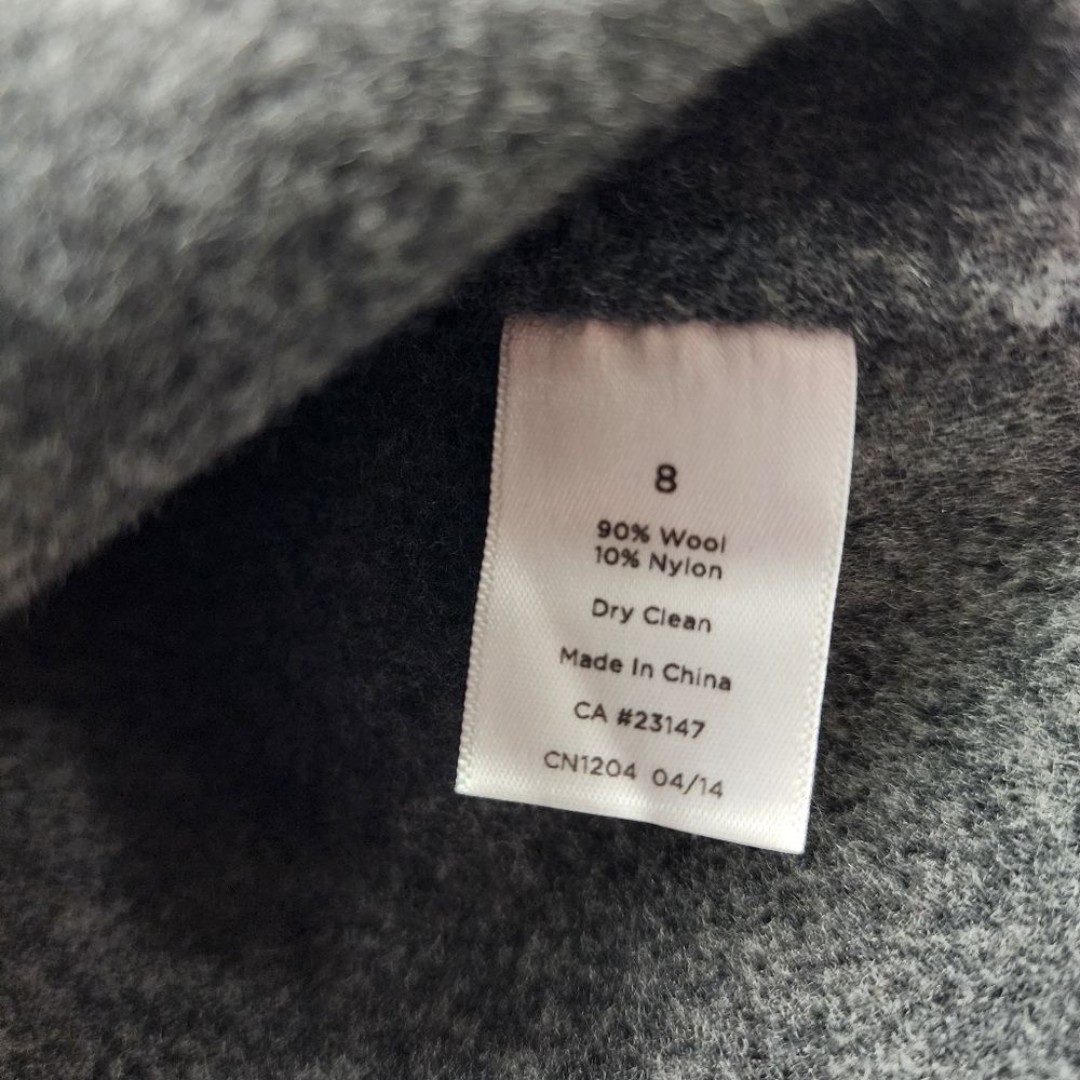 8
90% Wool
10% Nylon
Dry Clean
Made In China
CA #23147
CN1204 04/14